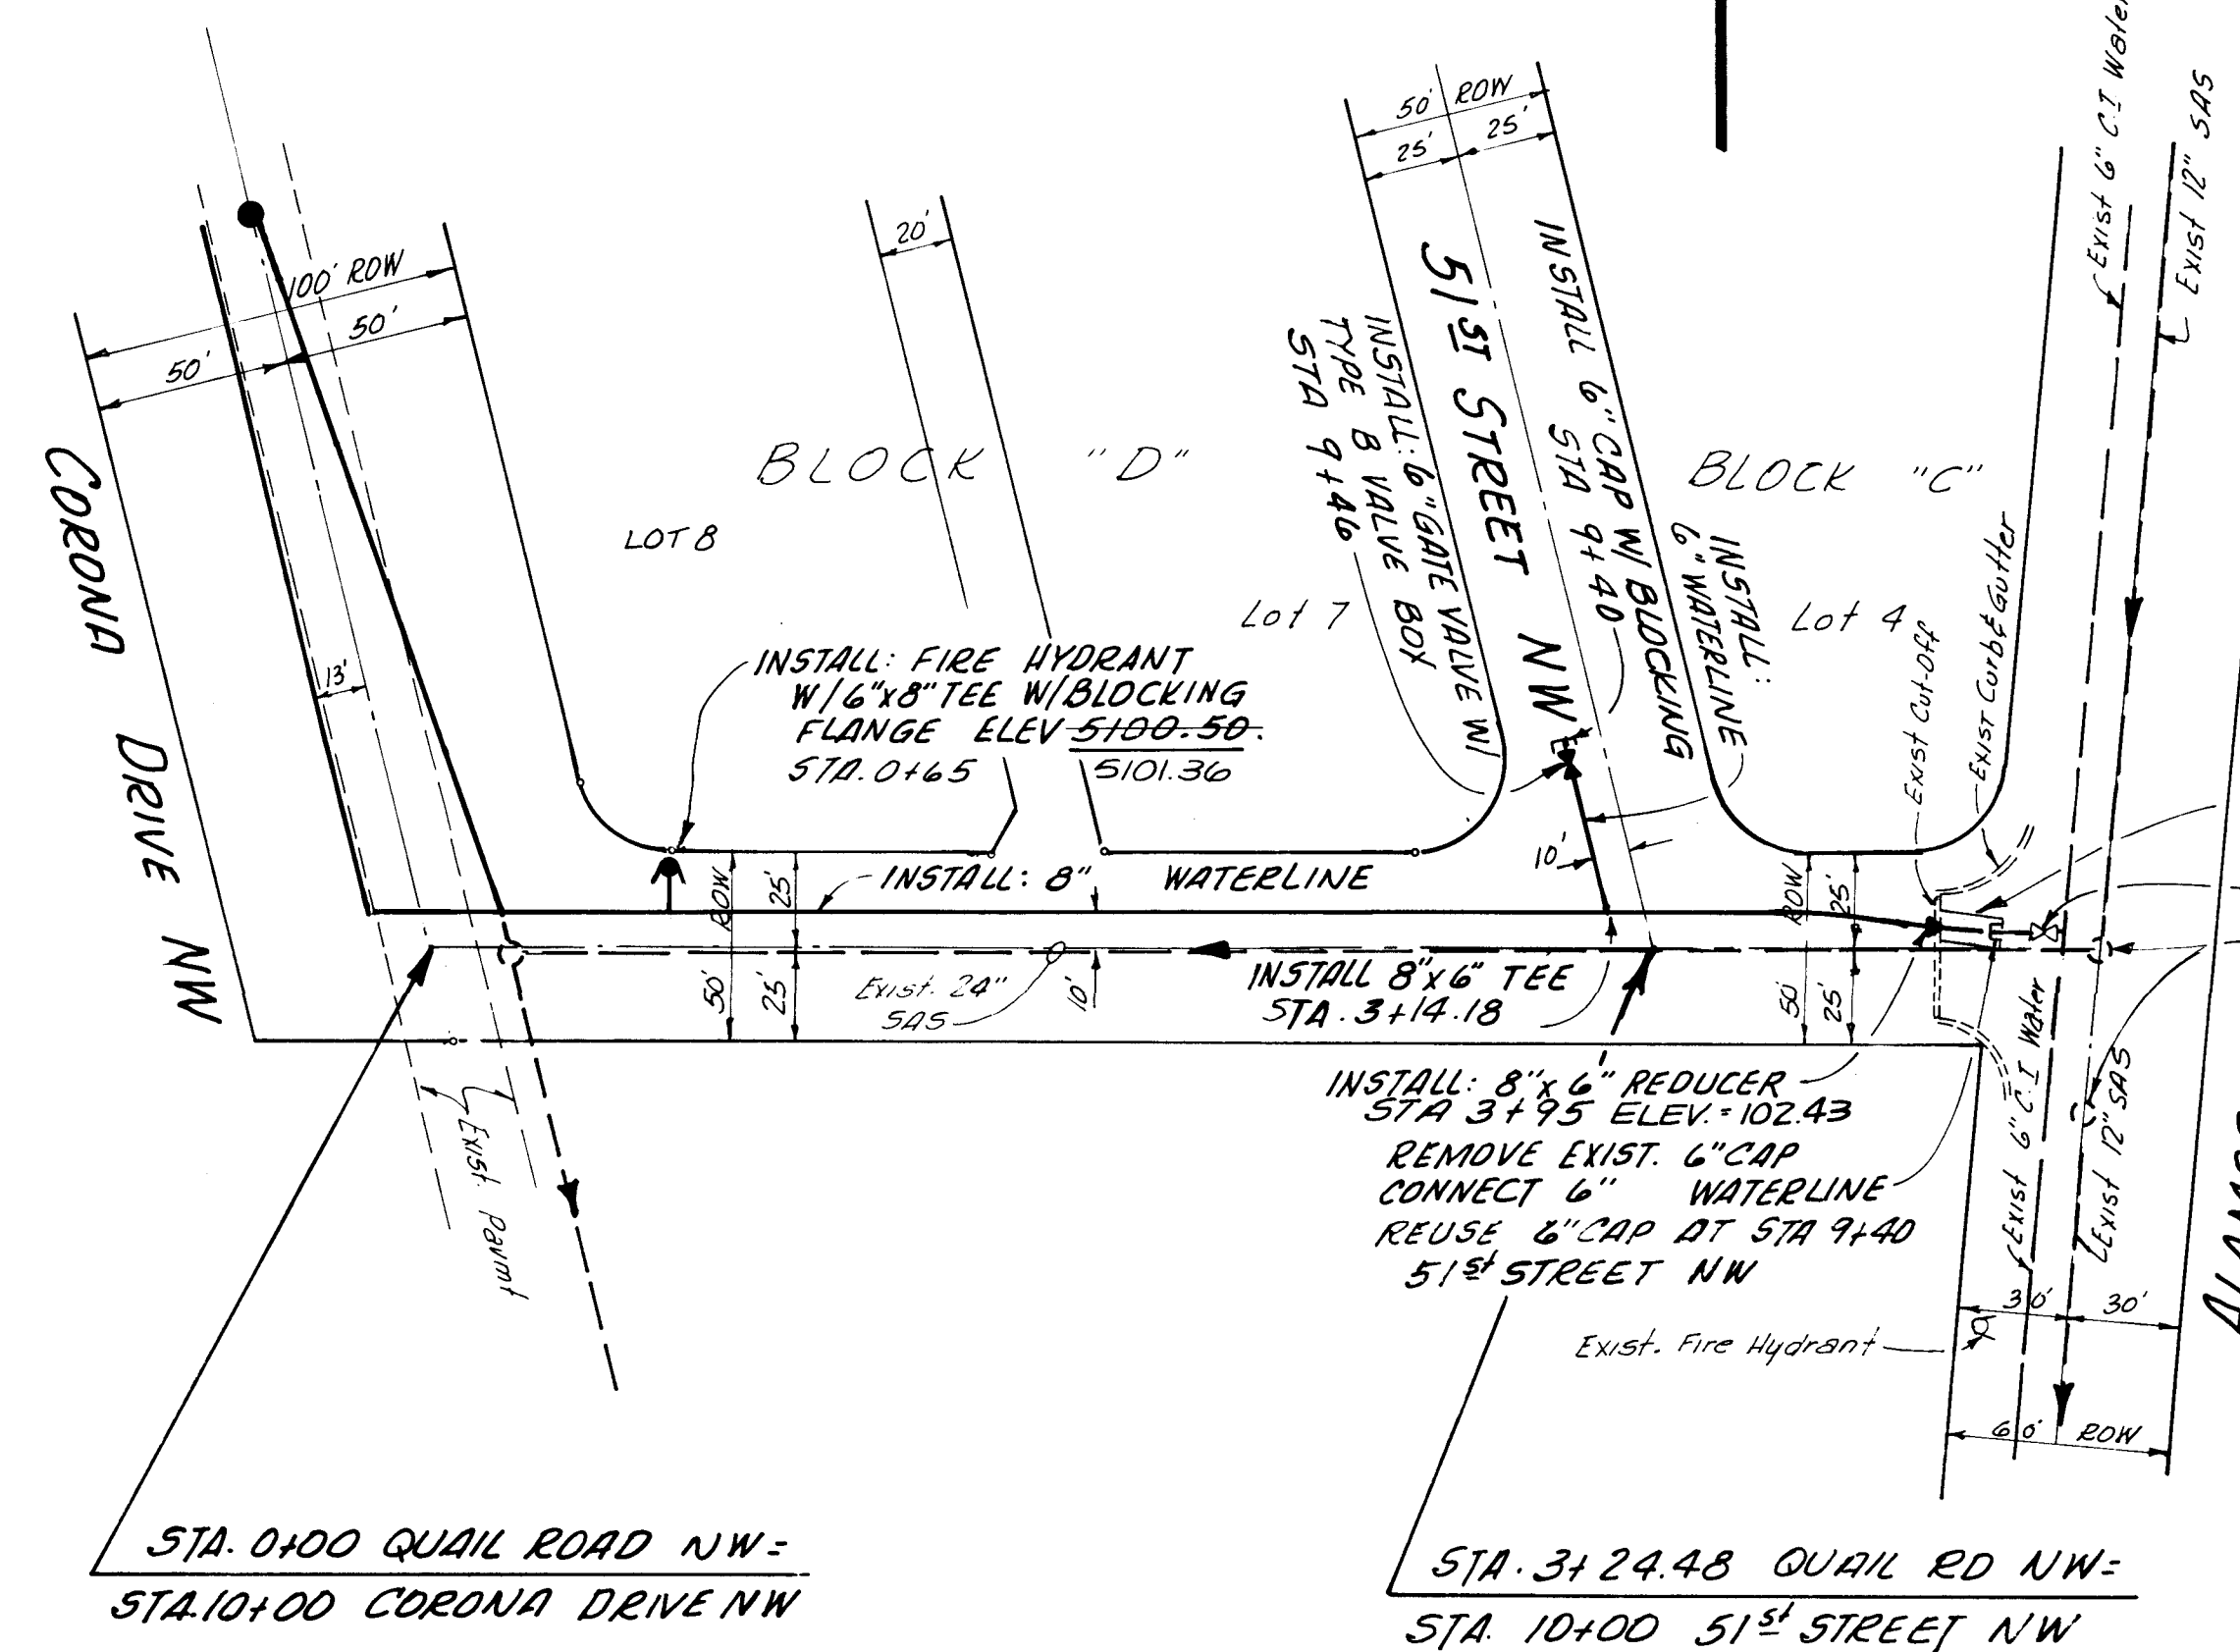 Exist 6" C.I Water
Exist 12" SAS
50' ROW
25' 25'
20'
100' ROW
50' 50'
CORONA DRIVE NW
13'
BLOCK "D"
LOT 8
Lot 7
51ST STREET NW
INSTALL: 6" GATE VALVE W/
TYPE B VALVE BOX
STA 9+46
INSTALL 6" CAP W/ BLOCKING
STA 9+40
BLOCK "C"
Lot 4
INSTALL:
6" WATERLINE
Exist Cut-Off
Exist Curb & Gutter
INSTALL: FIRE HYDRANT
W/6"x8" TEE W/BLOCKING
FLANGE ELEV 5100.50.
STA. 0+65 5101.36
INSTALL: 8" WATERLINE
10'
ROW
50'
25'
25'
Exist. 24"
SAS
10'
INSTALL 8"x6" TEE
STA. 3+14.18
ROW
50'
25'
25'
INSTALL: 8"x6" REDUCER
STA 3+95 ELEV.=102.43
REMOVE EXIST. 6" CAP
CONNECT 6" WATERLINE
REUSE 6" CAP AT STA 9+40
51st STREET NW
Exist. Pavmt
Exist 6" C.I Water
Exist 12" SAS
30' 30'
Exist. Fire Hydrant
60' ROW
STA. 0+00 QUAIL ROAD NW=
STA.10+00 CORONA DRIVE NW
STA. 3+24.48 QUAIL RD NW=
STA. 10+00 51st STREET NW